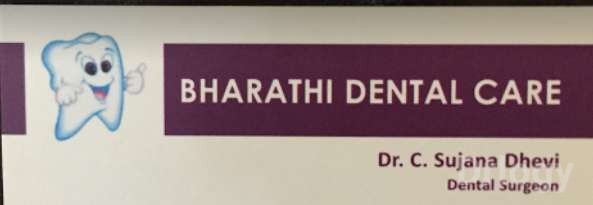 BHARATHI DENTAL CARE
Dr. C. Sujana Dhevi
Dental Surgeon